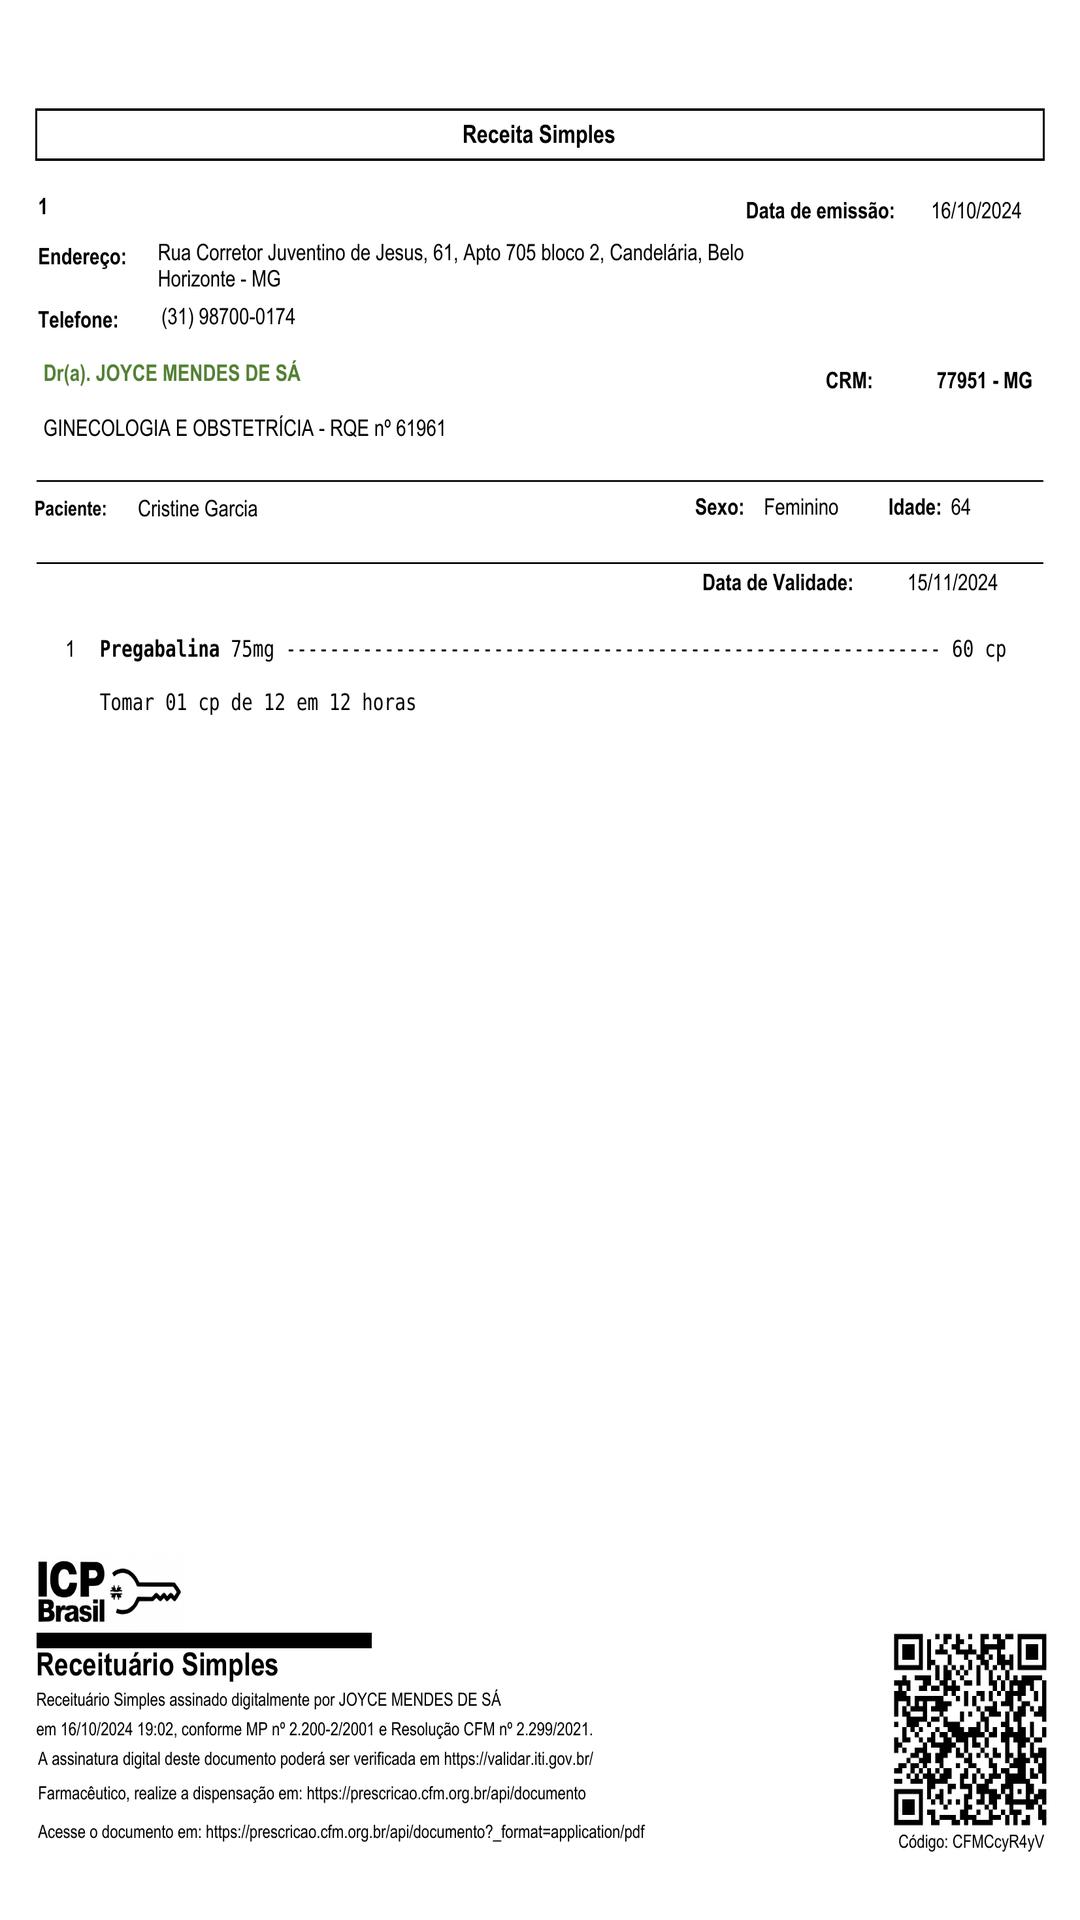 Receita Simples
1
Data de emissão: 16/10/2024
Endereço: Rua Corretor Juventino de Jesus, 61, Apto 705 bloco 2, Candelária, Belo
Horizonte - MG
Telefone: (31) 98700-0174
Dr(a). JOYCE MENDES DE SÁ
CRM: 77951 - MG
GINECOLOGIA E OBSTETRÍCIA - RQE nº 61961
Paciente: Cristine Garcia Sexo: Feminino Idade: 64
Data de Validade: 15/11/2024
1 Pregabalina 75mg ------------------------------------------------------------ 60 cp
Tomar 01 cp de 12 em 12 horas
ICP
Brasil
Receituário Simples
Receituário Simples assinado digitalmente por JOYCE MENDES DE SÁ
em 16/10/2024 19:02, conforme MP nº 2.200-2/2001 e Resolução CFM nº 2.299/2021.
A assinatura digital deste documento poderá ser verificada em https://validar.iti.gov.br/
Farmacêutico, realize a dispensação em: https://prescricao.cfm.org.br/api/documento
Acesse o documento em: https://prescricao.cfm.org.br/api/documento?_format=application/pdf
Código: CFMCcyR4yV